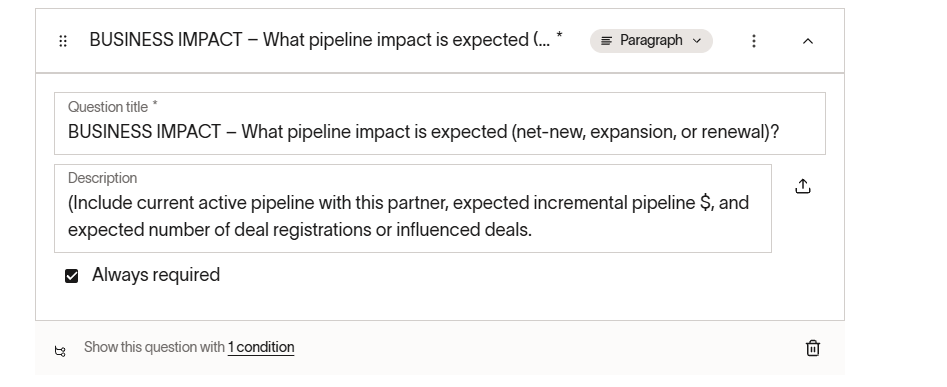 BUSINESS IMPACT – What pipeline impact is expected (... *
Paragraph
Question title *
BUSINESS IMPACT – What pipeline impact is expected (net-new, expansion, or renewal)?
Description
(Include current active pipeline with this partner, expected incremental pipeline $, and
expected number of deal registrations or influenced deals.
Always required
Show this question with 1 condition